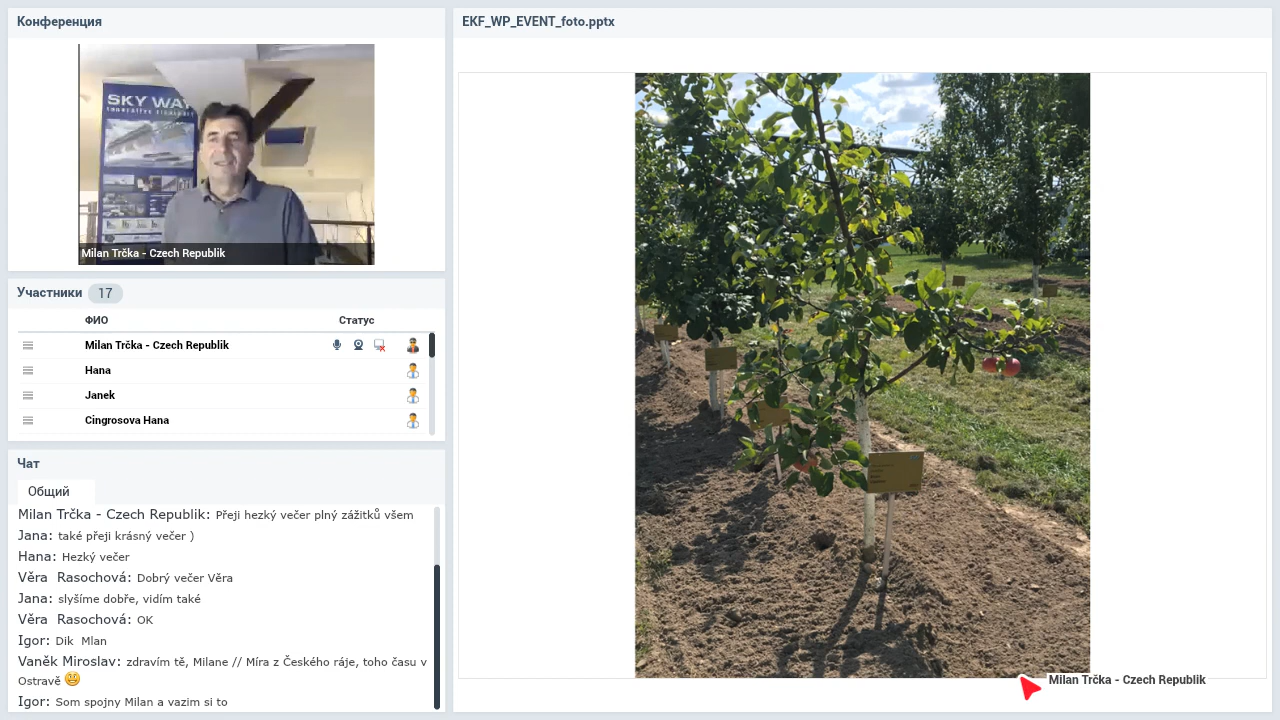 Конференция
SKY WAY
innovative transport
Milan Trčka - Czech Republik
Участники 17
ФИО Статус
Milan Trčka - Czech Republik
Hana
Janek
Cingrosova Hana
Чат
Общий
Milan Trčka - Czech Republik: Přeji hezký večer plný zážitků všem
Jana: také přeji krásný večer )
Hana: Hezký večer
Věra Rasochová: Dobrý večer Věra
Jana: slyšíme dobře, vidím také
Věra Rasochová: OK
Igor: Dik Mlan
Vaněk Miroslav: zdravím tě, Milane // Míra z Českého ráje, toho času v
Ostravě
Igor: Som spojny Milan a vazim si to
EKF_WP_EVENT_foto.pptx
Milan Trčka - Czech Republik